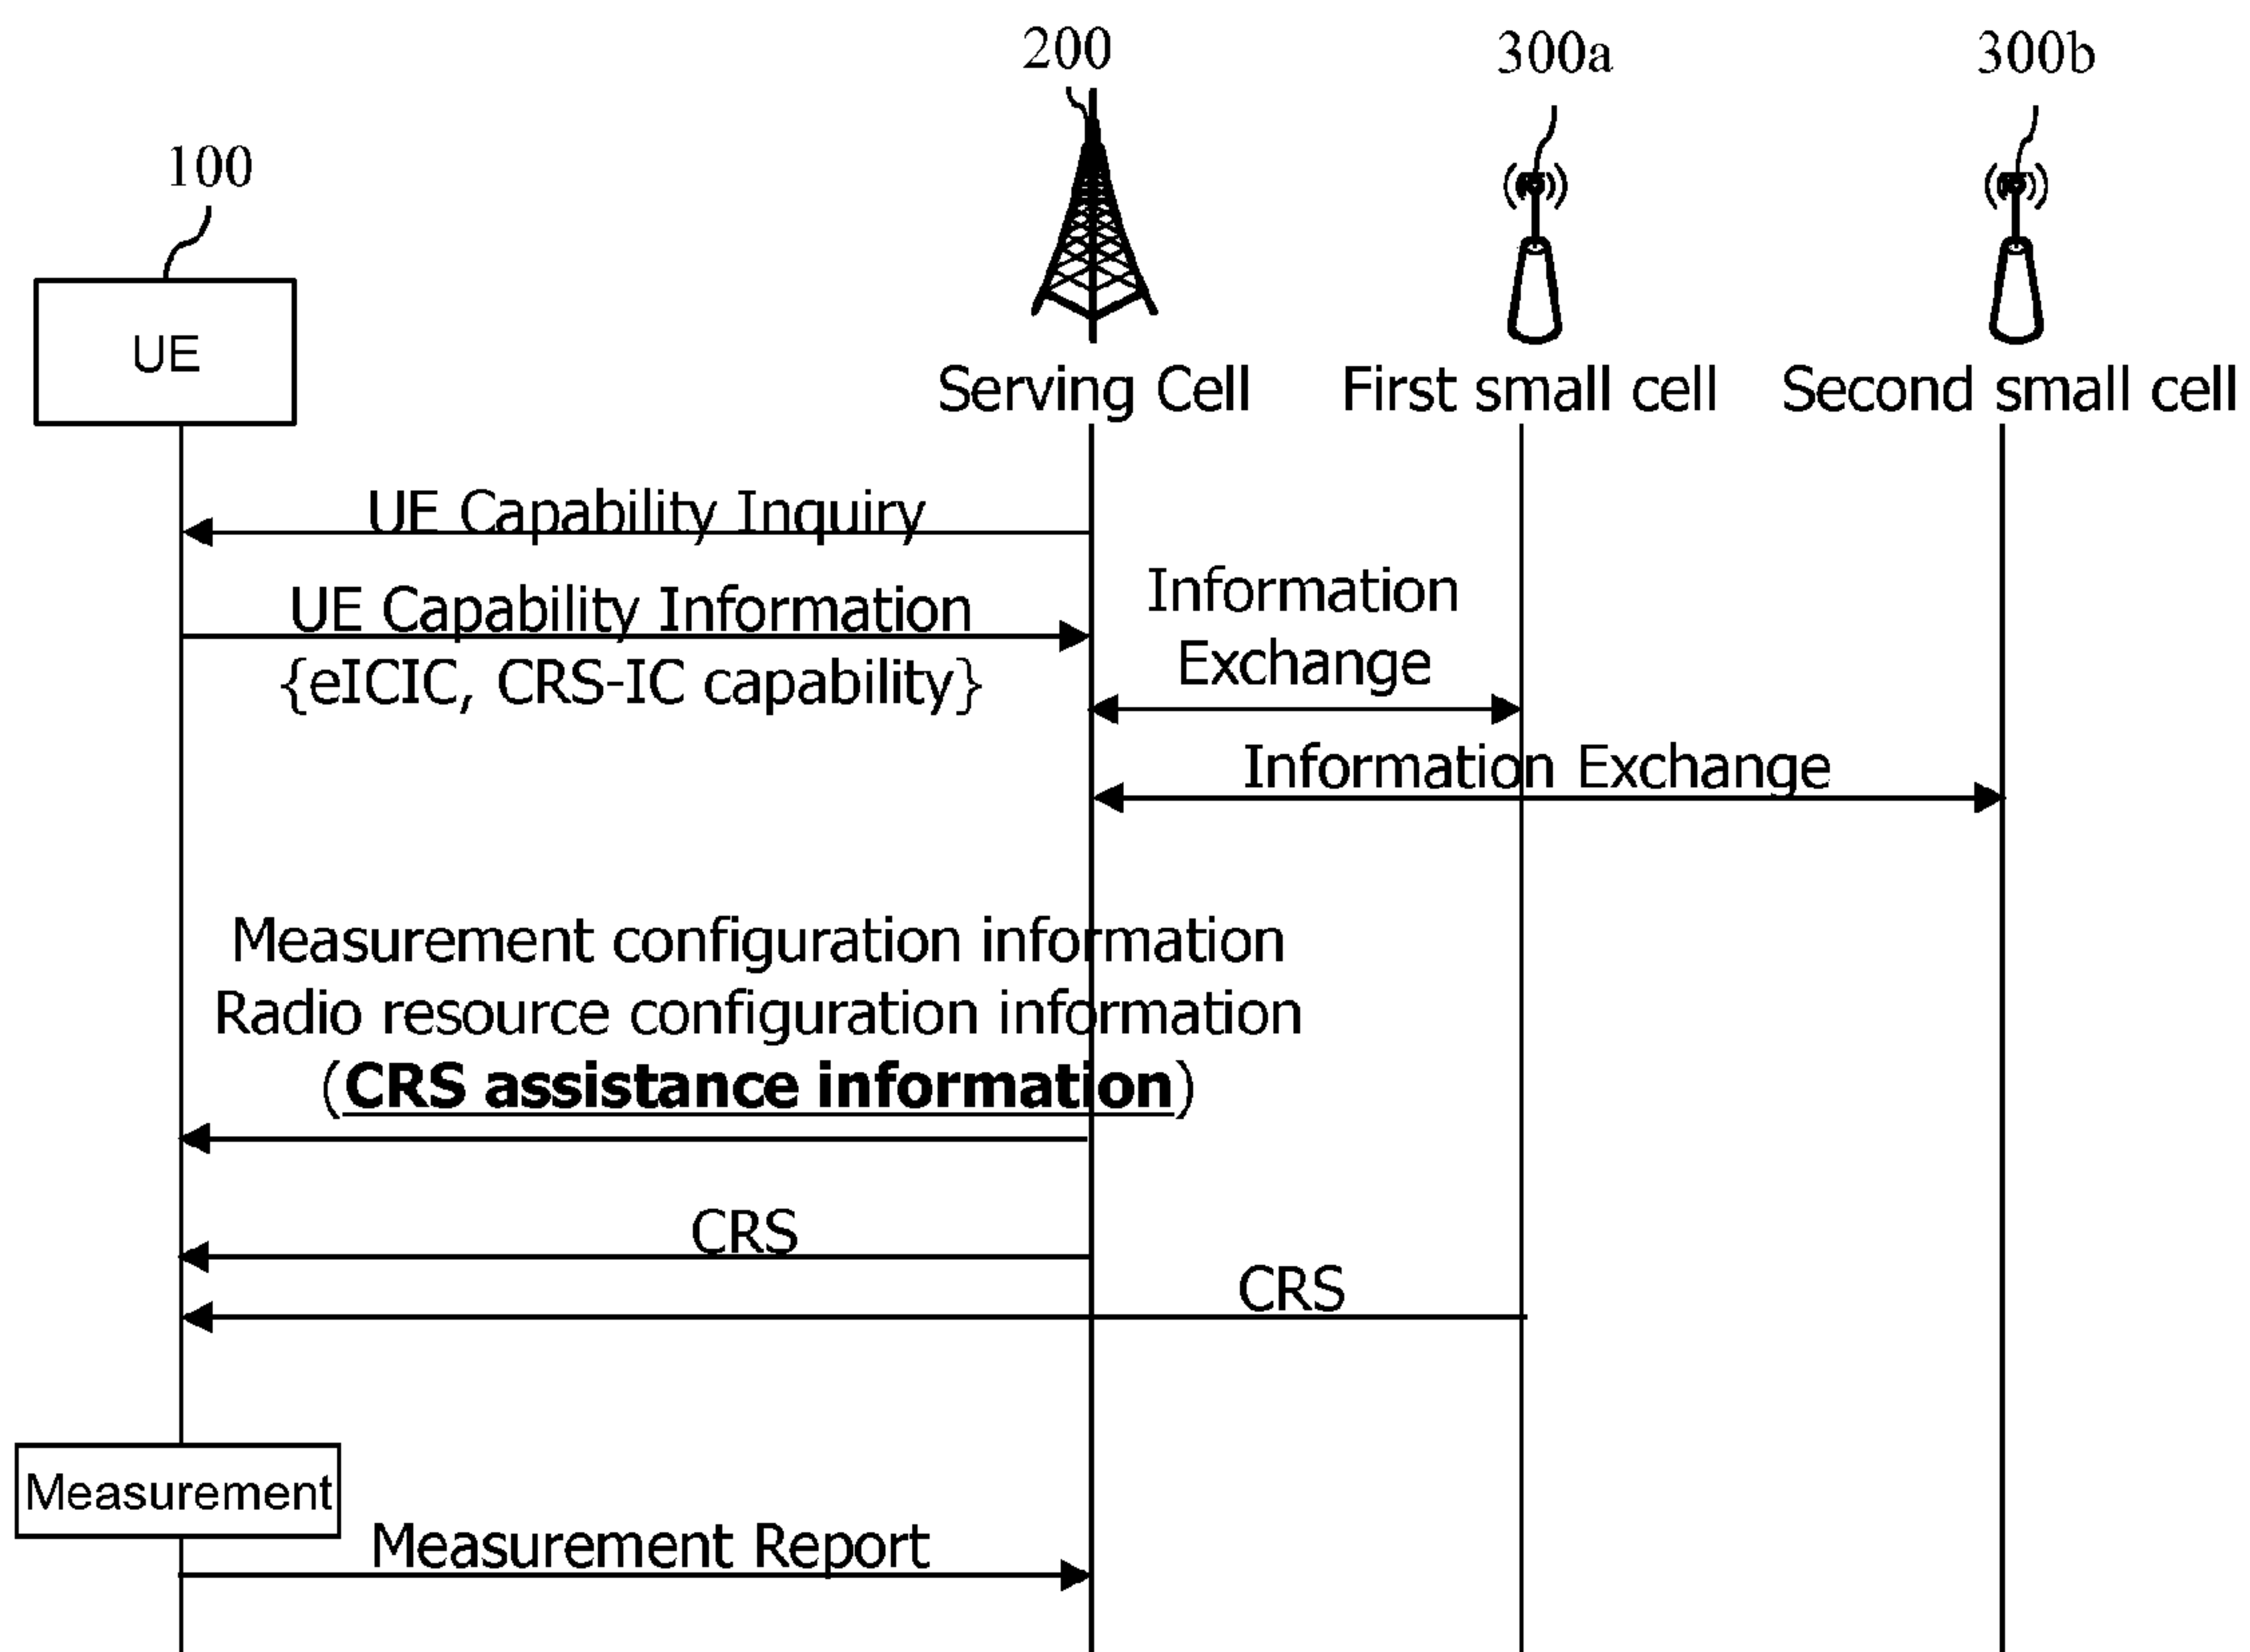 200
300a
300b
100
UE
Serving Cell
First small cell
Second small cell
UE Capability Inquiry
UE Capability Information
{eICIC, CRS-IC capability}
Information
Exchange
Information Exchange
Measurement configuration information
Radio resource configuration information
(CRS assistance information)
CRS
CRS
Measurement
Measurement Report